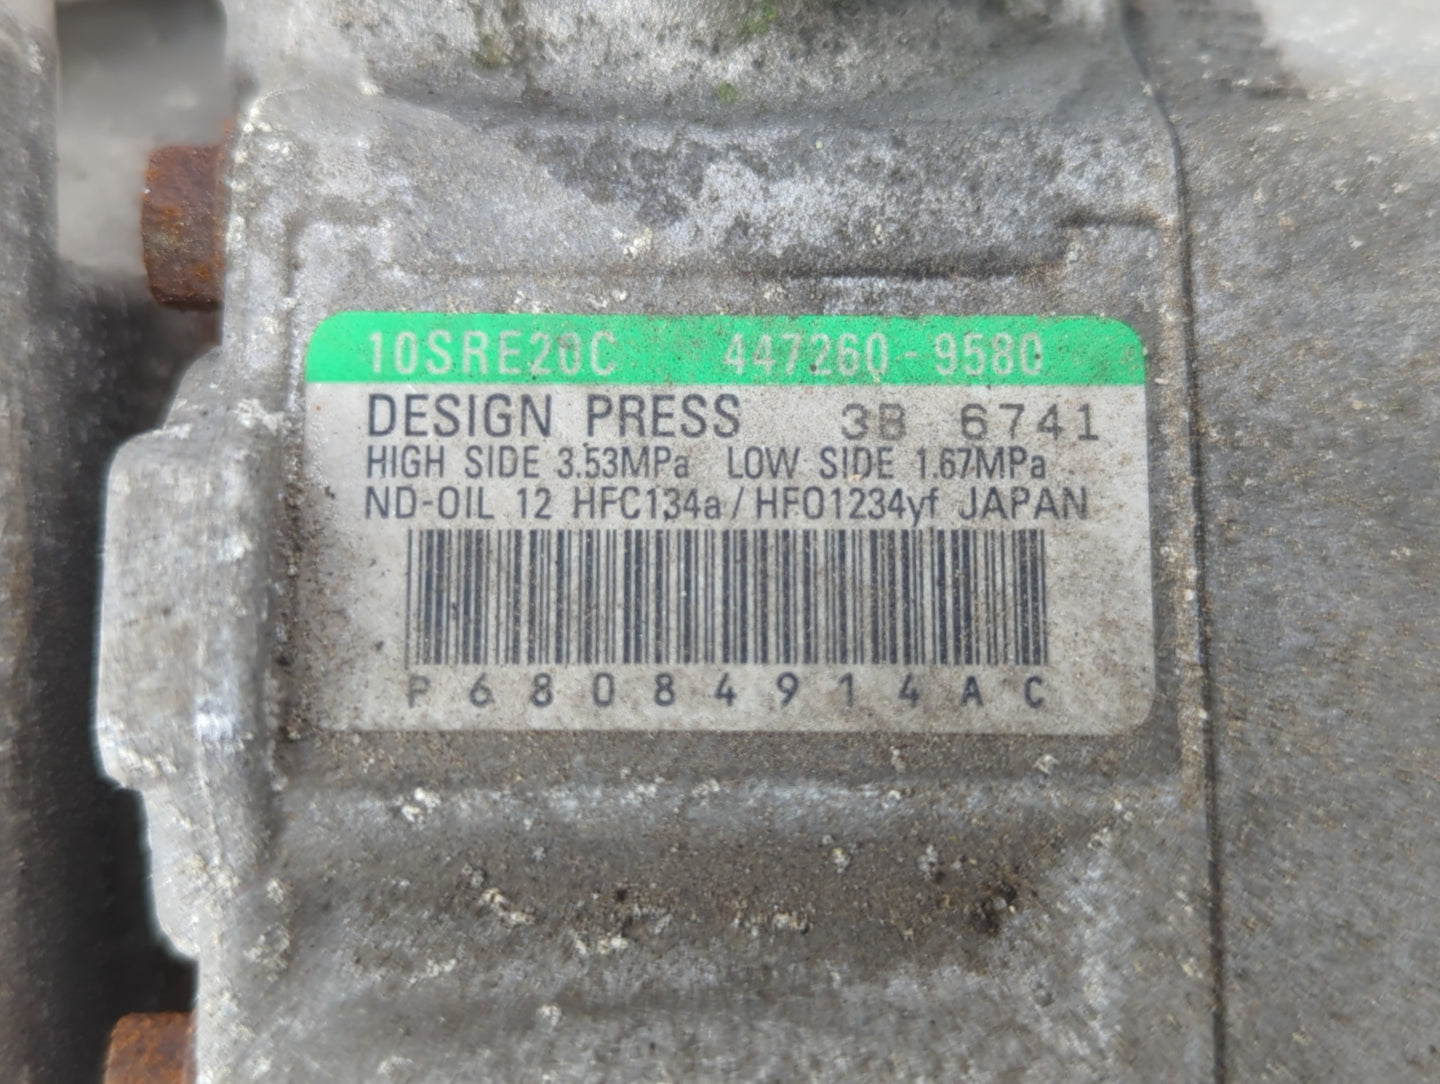 10SRE20C 447260-9580
DESIGN PRESS 3B 6741
HIGH SIDE 3.53MPa LOW SIDE 1.67MPa
ND-OIL 12 HFC134a/HFO1234yf JAPAN
P68084914AC